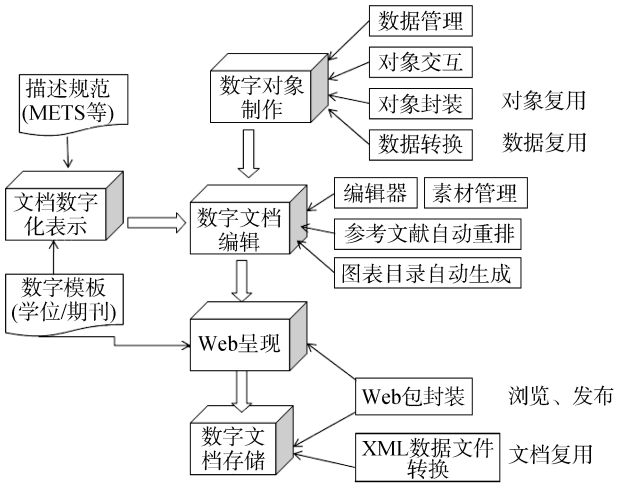 数据管理
对象交互
对象封装 对象复用
数据转换 数据复用
数字对象
制作
描述规范
(METS等)
文档数字
化表示
数字文档
编辑
编辑器 素材管理
参考文献自动重排
图表目录自动生成
数字模板
(学位/期刊)
Web呈现
Web包封装 浏览、发布
数字文
档存储
XML数据文件
转换
文档复用